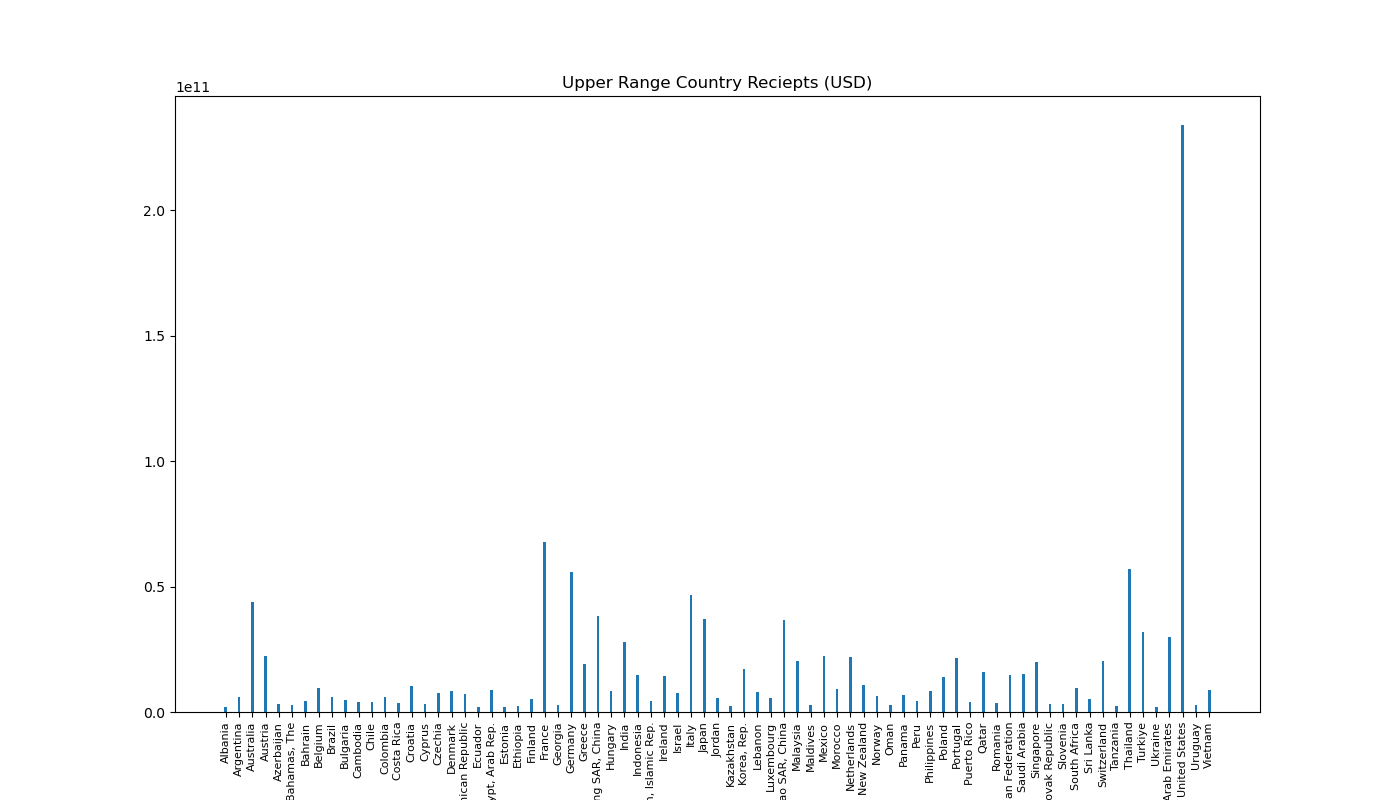 Upper Range Country Reciepts (USD)
1e11
2.0
1.5
1.0
0.5
0.0
Albania
Argentina
Australia
Austria
Azerbaijan
Bahamas, The
Bahrain
Belgium
Brazil
Bulgaria
Cambodia
Chile
Colombia
Costa Rica
Croatia
Cyprus
Czechia
Denmark
nican Republic
Ecuador
ypt, Arab Rep.
Estonia
Ethiopia
Finland
France
Georgia
Germany
Greece
ng SAR, China
Hungary
India
Indonesia
n, Islamic Rep.
Ireland
Israel
Italy
Japan
Jordan
Kazakhstan
Korea, Rep.
Lebanon
Luxembourg
ao SAR, China
Malaysia
Maldives
Mexico
Morocco
Netherlands
New Zealand
Norway
Oman
Panama
Peru
Philippines
Poland
Portugal
Puerto Rico
Qatar
Romania
an Federation
Saudi Arabia
Singapore
ovak Republic
Slovenia
South Africa
Sri Lanka
Switzerland
Tanzania
Thailand
Turkiye
Ukraine
Arab Emirates
United States
Uruguay
Vietnam